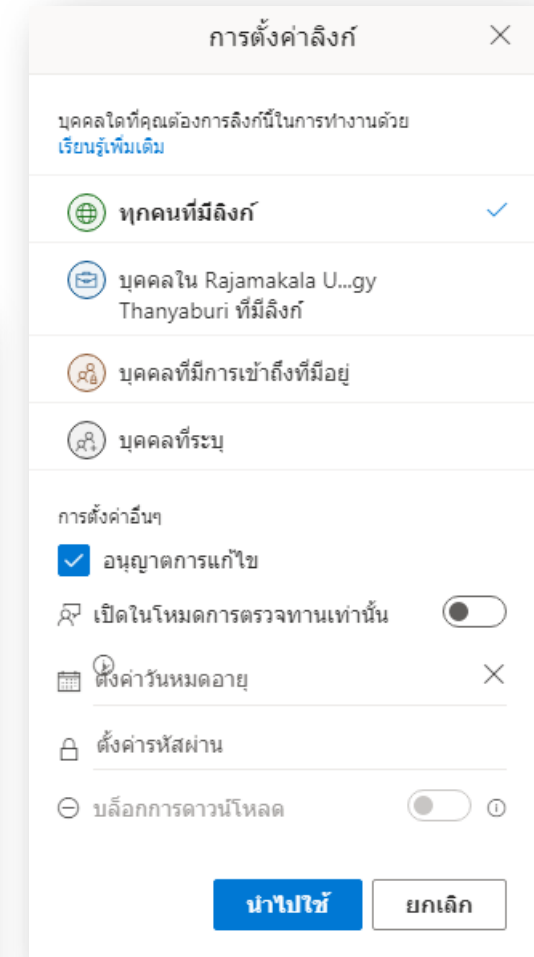 การตั้งค่าลิงก์
บุคคลใดที่คุณต้องการลิงก์นี้ในการทำงานด้วย
เรียนรู้เพิ่มเติม
ทุกคนที่มีลิงก์
บุคคลใน Rajamakala U...gy
Thanyaburi ที่มีลิงก์
บุคคลที่มีการเข้าถึงที่มีอยู่
บุคคลที่ระบุ
การตั้งค่าอื่นๆ
อนุญาตการแก้ไข
เปิดในโหมดการตรวจทานเท่านั้น
ตั้งค่าวันหมดอายุ
ตั้งค่ารหัสผ่าน
บล็อกการดาวน์โหลด
นำไปใช้
ยกเลิก